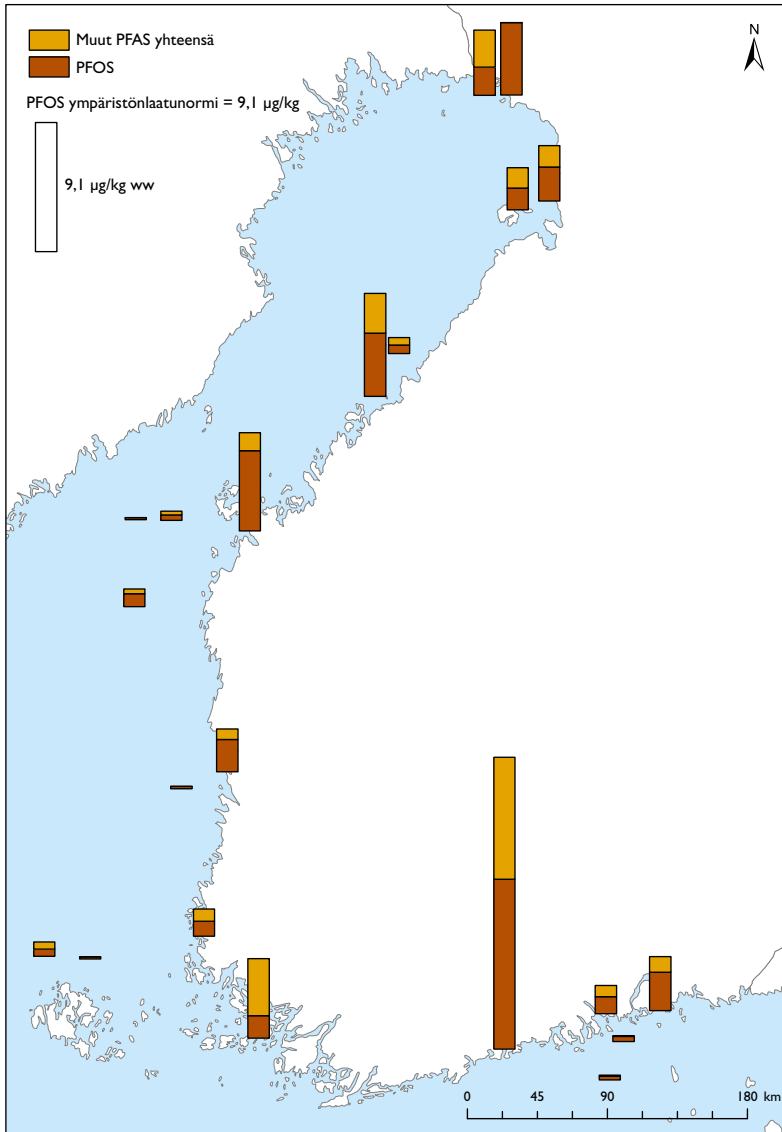 Muut PFAS yhteensä
PFOS
PFOS ympäristönlaatunormi = 9,1 µg/kg
9,1 µg/kg ww
N
0 45 90 180 km